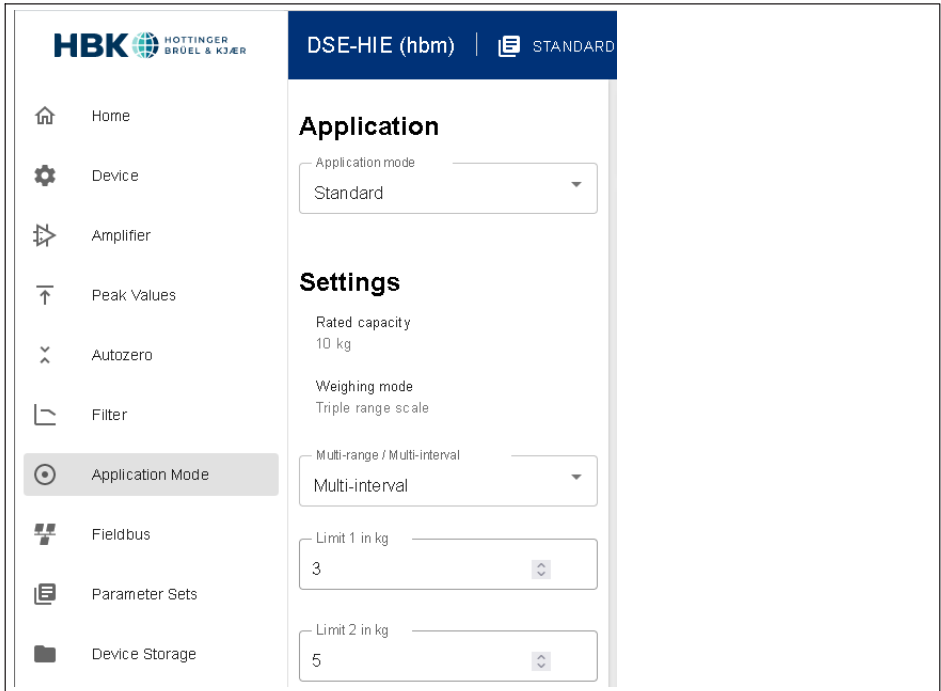 HBK HOTTINGER
BRÜEL & KJÆR
DSE-HIE (hbm)
STANDARD
Home
Device
Amplifier
Peak Values
Autozero
Filter
Application Mode
Fieldbus
Parameter Sets
Device Storage
Application
Application mode
Standard
Settings
Rated capacity
10 kg
Weighing mode
Triple range scale
Multi-range / Multi-interval
Multi-interval
Limit 1 in kg
3
Limit 2 in kg
5